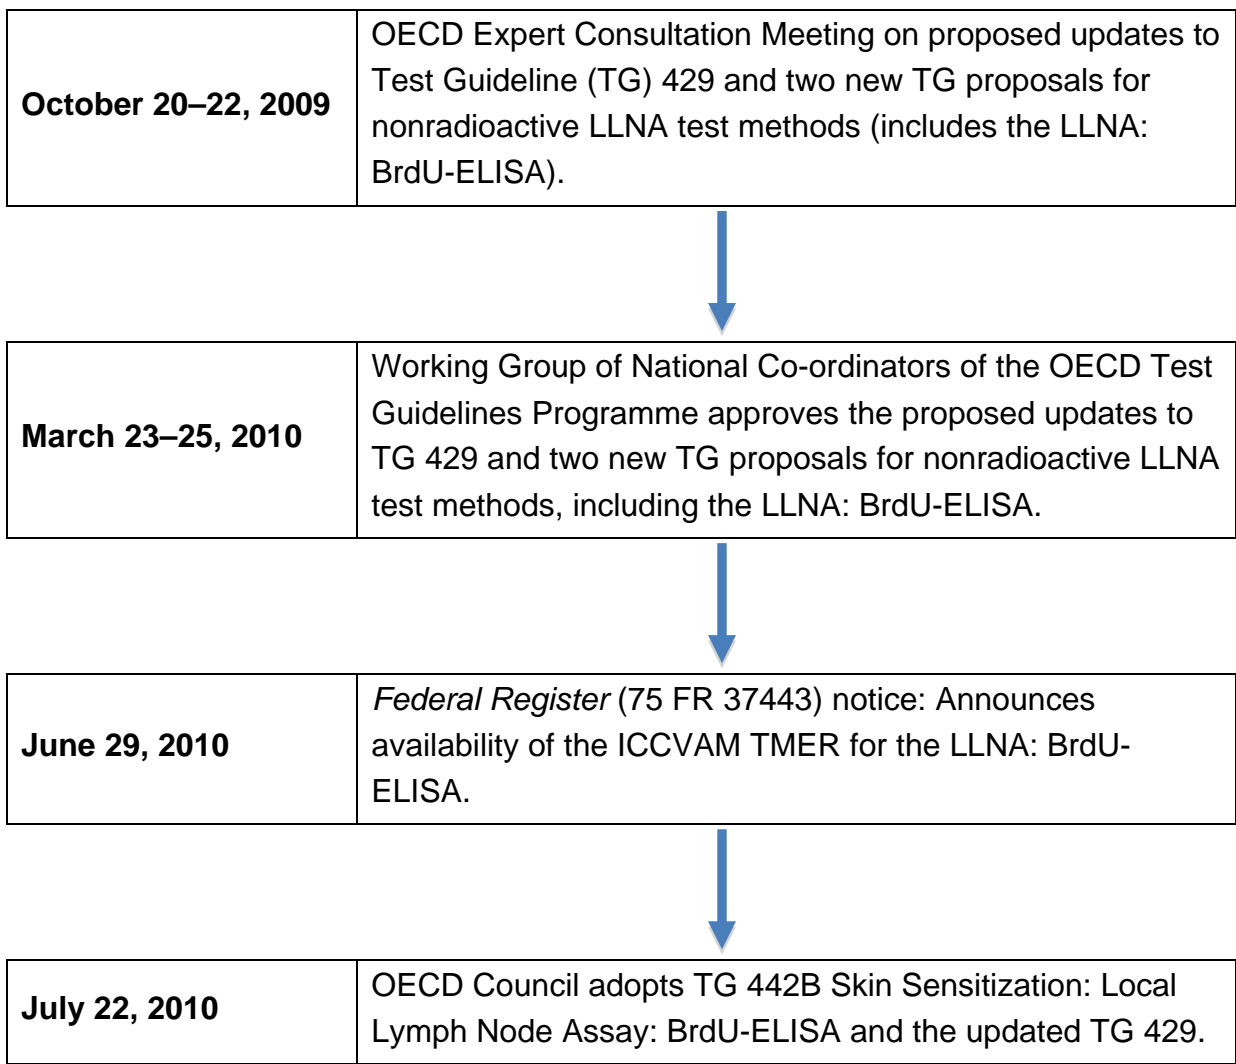 October 20–22, 2009
OECD Expert Consultation Meeting on proposed updates to
Test Guideline (TG) 429 and two new TG proposals for
nonradioactive LLNA test methods (includes the LLNA:
BrdU-ELISA).
March 23–25, 2010
Working Group of National Co-ordinators of the OECD Test
Guidelines Programme approves the proposed updates to
TG 429 and two new TG proposals for nonradioactive LLNA
test methods, including the LLNA: BrdU-ELISA.
June 29, 2010
Federal Register (75 FR 37443) notice: Announces
availability of the ICCVAM TMER for the LLNA: BrdU-
ELISA.
July 22, 2010
OECD Council adopts TG 442B Skin Sensitization: Local
Lymph Node Assay: BrdU-ELISA and the updated TG 429.